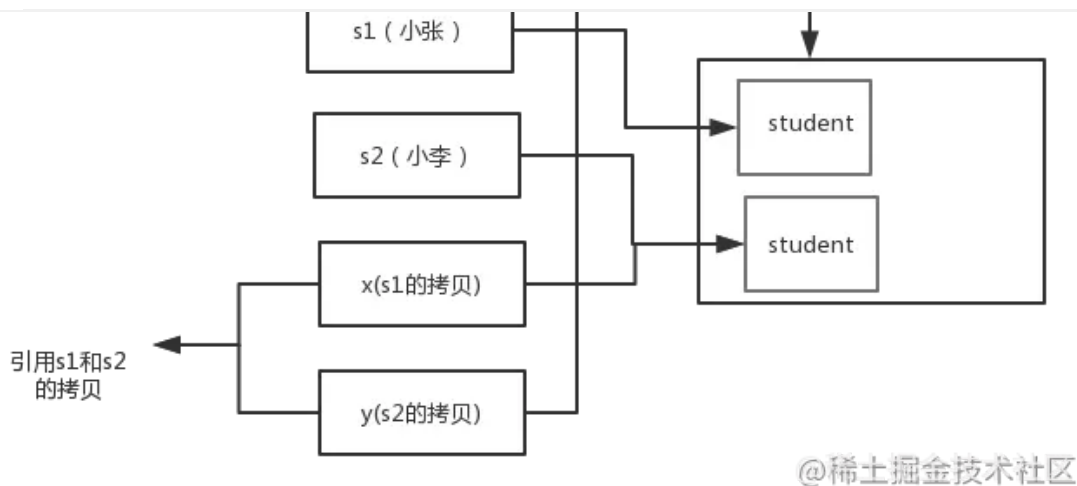 s1（小张）
student
s2（小李）
student
x(s1的拷贝)
引用s1和s2
的拷贝
y(s2的拷贝)
@稀土掘金技术社区